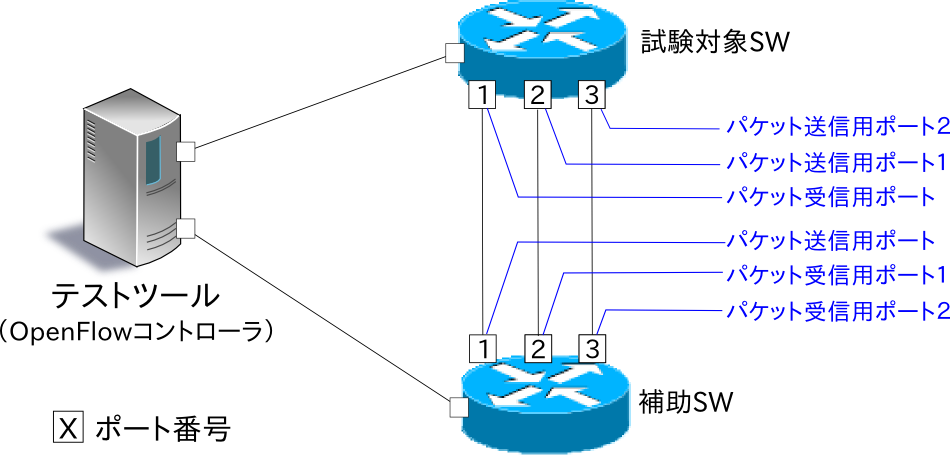 試験対象SW
1
2
3
パケット送信用ポート2
パケット送信用ポート1
パケット受信用ポート
パケット送信用ポート
パケット受信用ポート1
パケット受信用ポート2
テストツール
（OpenFlowコントローラ）
1
2
3
補助SW
X ポート番号